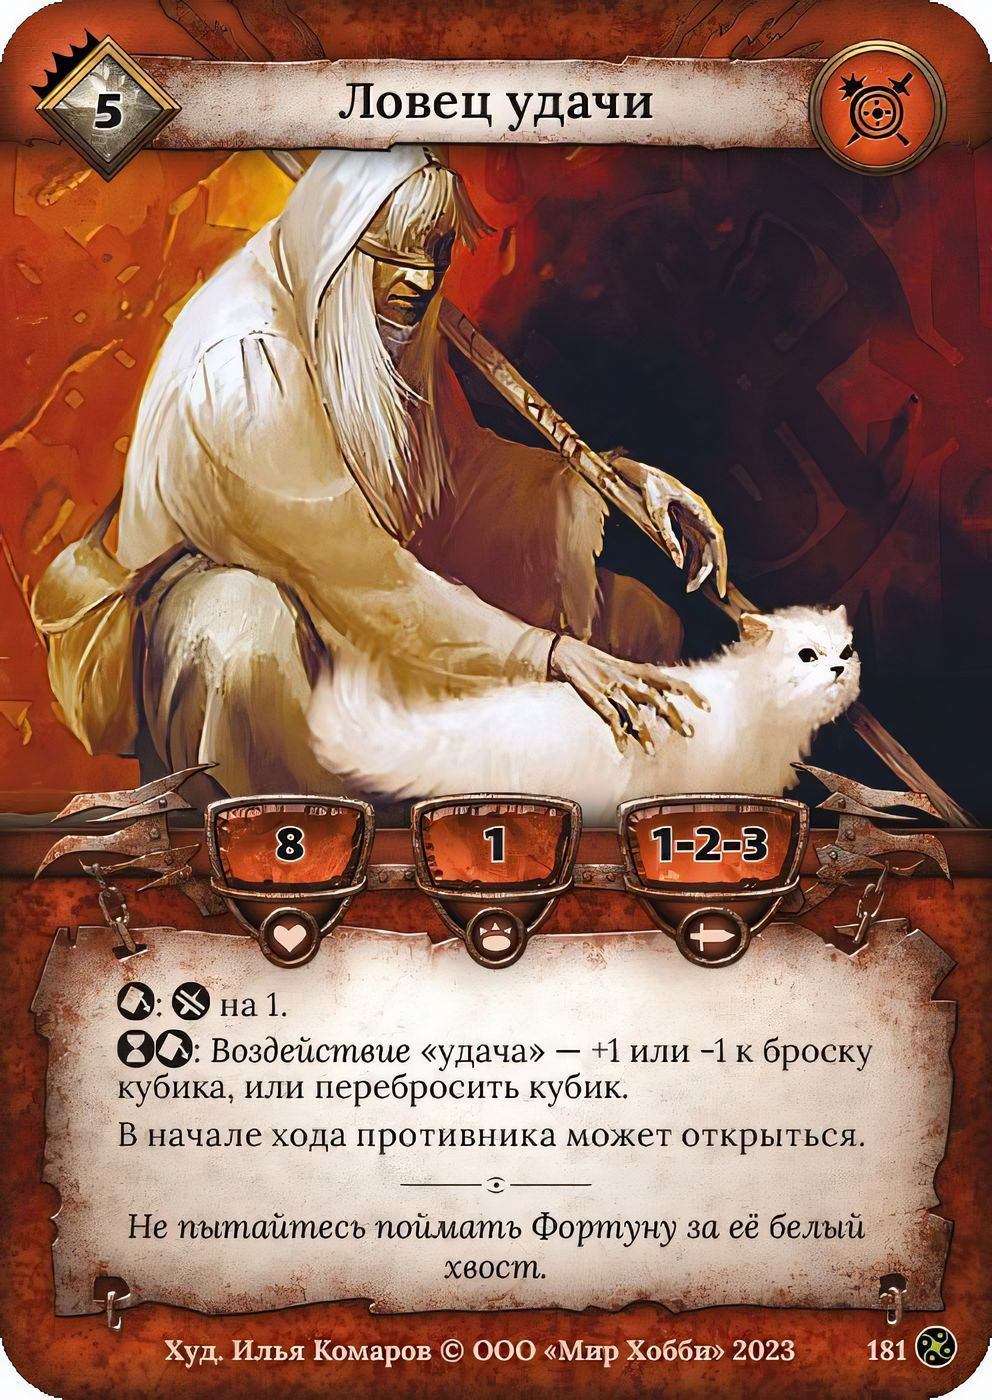 5
Ловец удачи
8
1
1-2-3
: на 1.
: Воздействие «удача» — +1 или -1 к броску
кубика, или перебросить кубик.
В начале хода противника может открыться.
Не пытайтесь поймать Фортуну за её белый
хвост.
Худ. Илья Комаров © ООО «Мир Хобби» 2023
181